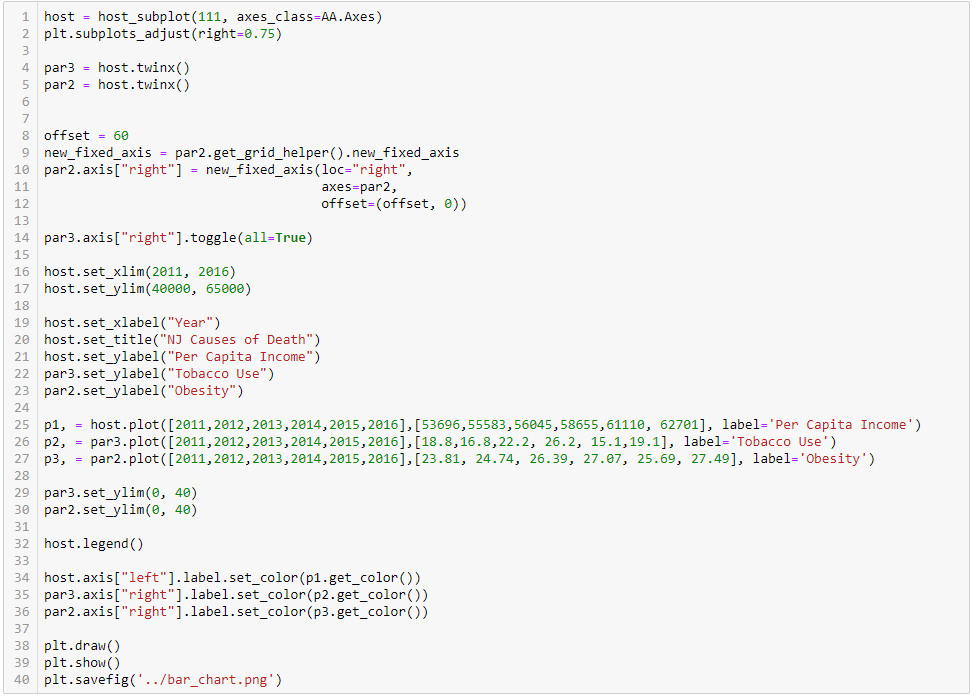 1 host = host_subplot(111, axes_class=AA.Axes)
2 plt.subplots_adjust(right=0.75)
3
4 par3 = host.twinx()
5 par2 = host.twinx()
6
7
8 offset = 60
9 new_fixed_axis = par2.get_grid_helper().new_fixed_axis
10 par2.axis["right"] = new_fixed_axis(loc="right",
11                                     axes=par2,
12                                     offset=(offset, 0))
13
14 par3.axis["right"].toggle(all=True)
15
16 host.set_xlim(2011, 2016)
17 host.set_ylim(40000, 65000)
18
19 host.set_xlabel("Year")
20 host.set_title("NJ Causes of Death")
21 host.set_ylabel("Per Capita Income")
22 par3.set_ylabel("Tobacco Use")
23 par2.set_ylabel("Obesity")
24
25 p1, = host.plot([2011,2012,2013,2014,2015,2016],[53696,55583,56045,58655,61110, 62701], label='Per Capita Income')
26 p2, = par3.plot([2011,2012,2013,2014,2015,2016],[18.8,16.8,22.2, 26.2, 15.1,19.1], label='Tobacco Use')
27 p3, = par2.plot([2011,2012,2013,2014,2015,2016],[23.81, 24.74, 26.39, 27.07, 25.69, 27.49], label='Obesity')
28
29 par3.set_ylim(0, 40)
30 par2.set_ylim(0, 40)
31
32 host.legend()
33
34 host.axis["left"].label.set_color(p1.get_color())
35 par3.axis["right"].label.set_color(p2.get_color())
36 par2.axis["right"].label.set_color(p3.get_color())
37
38 plt.draw()
39 plt.show()
40 plt.savefig('../bar_chart.png')